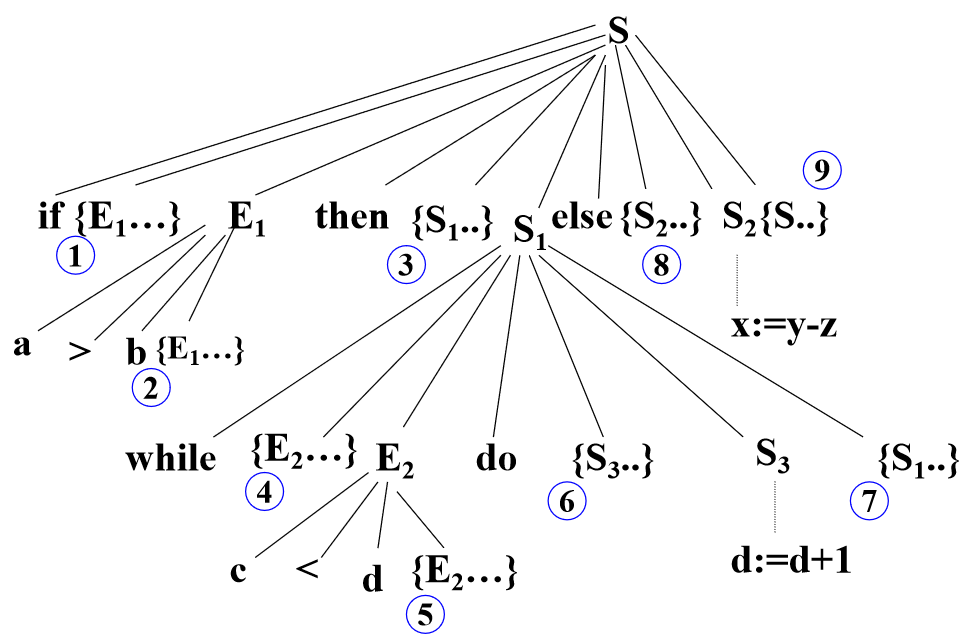 S
9
if {E₁…} E₁ then {S₁..} S₁ else {S₂..} S₂{S..}
1 3 8
a > b {E₁…} x:=y-z
2
while {E₂…} E₂ do {S₃..} S₃ {S₁..}
4 6 7
c < d {E₂…} d:=d+1
5